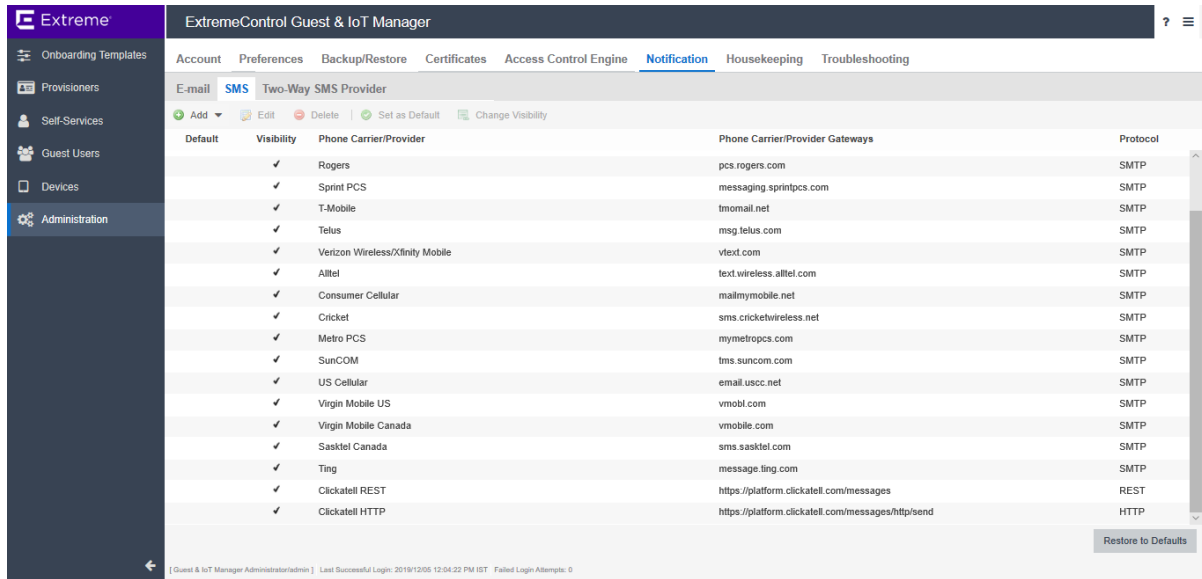 Extreme
ExtremeControl Guest & IoT Manager
?
Onboarding Templates
Provisioners
Self-Services
Guest Users
Devices
Administration
Account Preferences Backup/Restore Certificates Access Control Engine Notification Housekeeping Troubleshooting
E-mail SMS Two-Way SMS Provider
Add Edit Delete Set as Default Change Visibility
Default Visibility Phone Carrier/Provider Phone Carrier/Provider Gateways Protocol
Rogers pcs.rogers.com SMTP
Sprint PCS messaging.sprintpcs.com SMTP
T-Mobile tmomail.net SMTP
Telus msg.telus.com SMTP
Verizon Wireless/Xfinity Mobile vtext.com SMTP
Alltel text.wireless.alltel.com SMTP
Consumer Cellular mailmymobile.net SMTP
Cricket sms.cricketwireless.net SMTP
Metro PCS mymetropcs.com SMTP
SunCOM tms.suncom.com SMTP
US Cellular email.uscc.net SMTP
Virgin Mobile US vmobl.com SMTP
Virgin Mobile Canada vmobile.com SMTP
Sasktel Canada sms.sasktel.com SMTP
Ting message.ting.com SMTP
Clickatell REST https://platform.clickatell.com/messages REST
Clickatell HTTP https://platform.clickatell.com/messages/http/send HTTP
Restore to Defaults
[ Guest & IoT Manager Administrator/admin ] Last Successful Login: 2019/12/05 12:04:22 PM IST Failed Login Attempts: 0